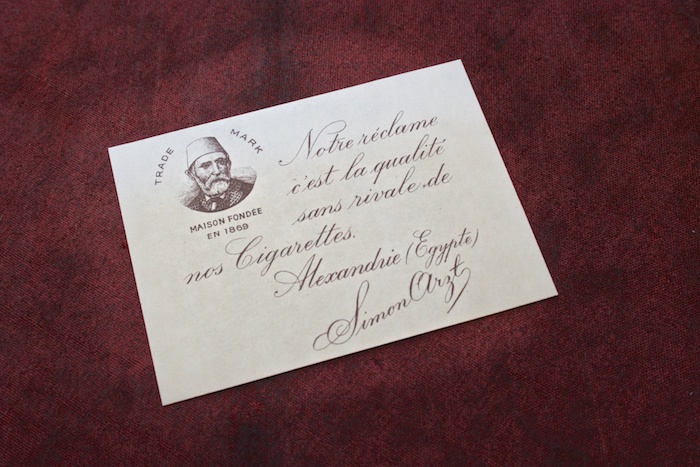 TRADE MARK
MAISON FONDÉE
EN 1869
Notre réclame
c'est la qualité
sans rivale de
nos Cigarettes.
Alexandrie (Egypte)
Simon Arzt